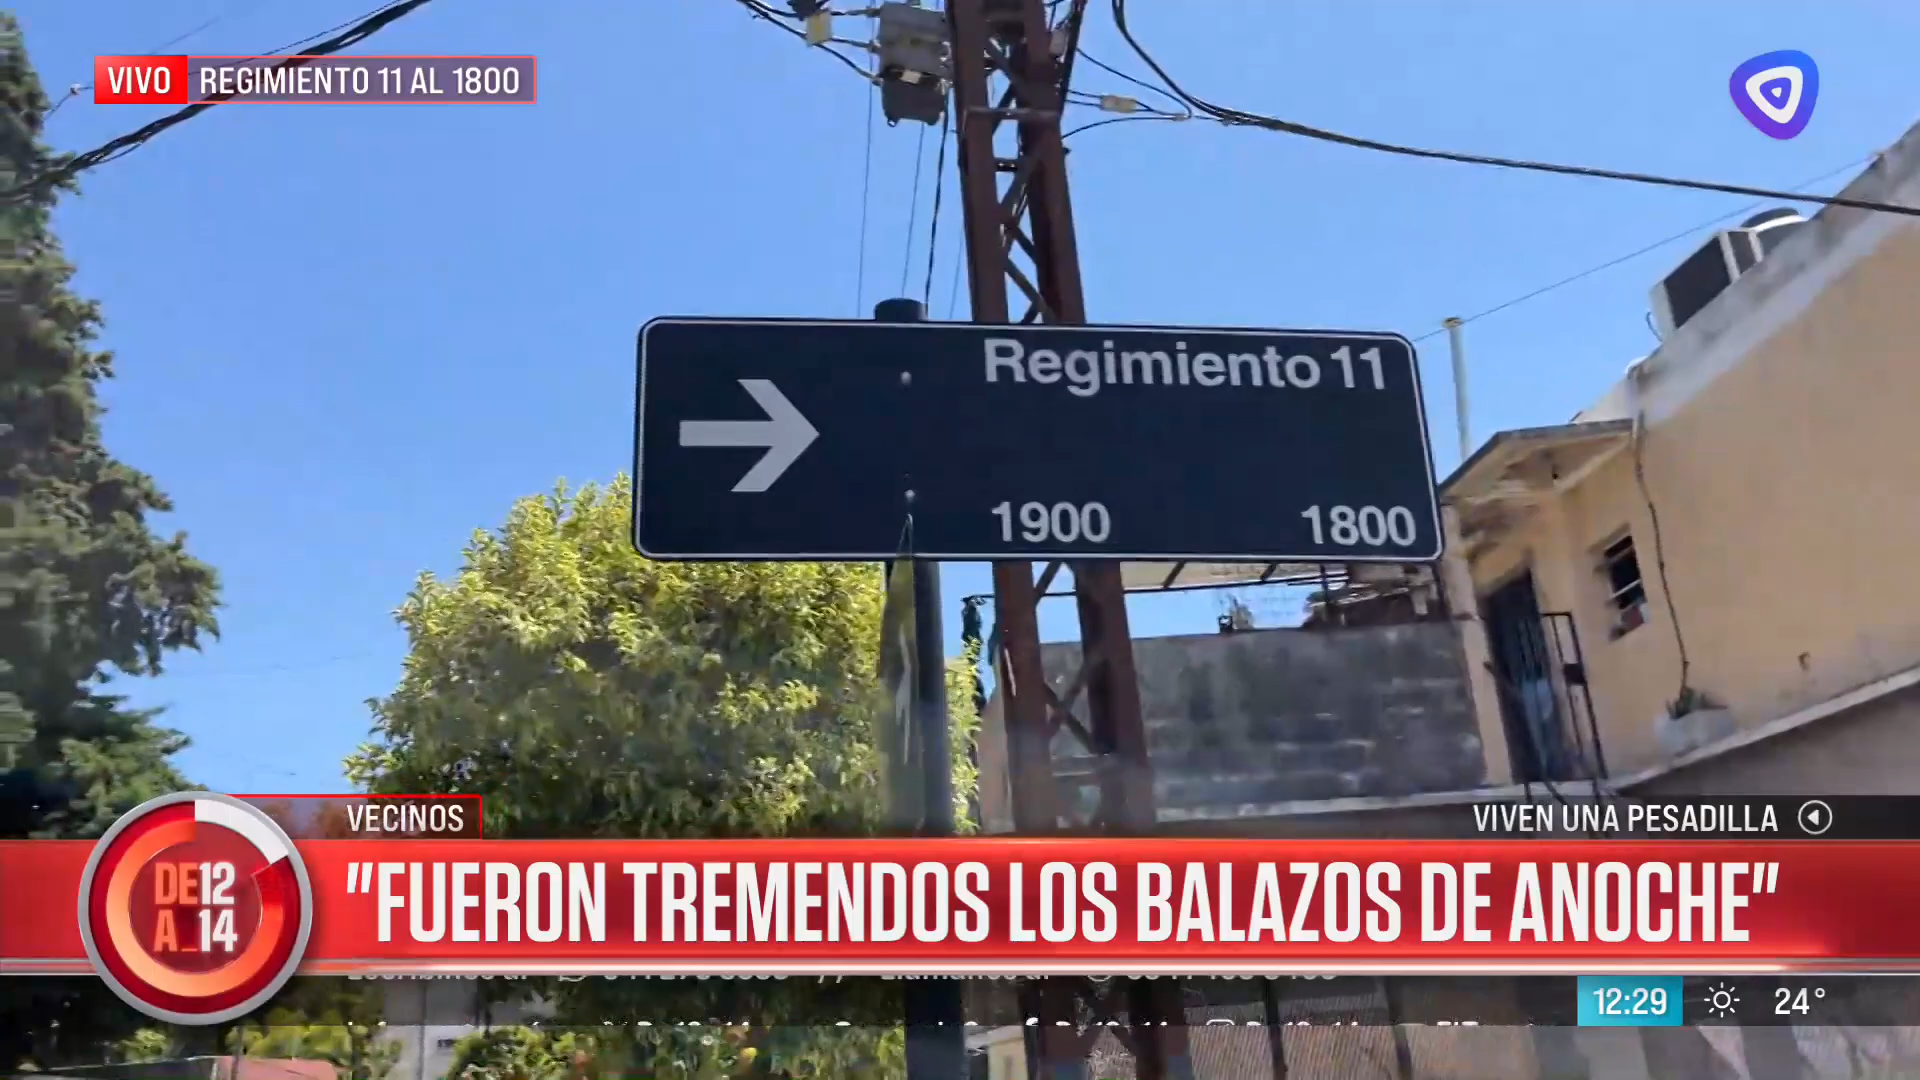 VIVO REGIMIENTO 11 AL 1800
Regimiento 11
1900 1800
VECINOS
VIVEN UNA PESADILLA
DE12
A_14
"FUERON TREMENDOS LOS BALAZOS DE ANOCHE"
12:29 24°